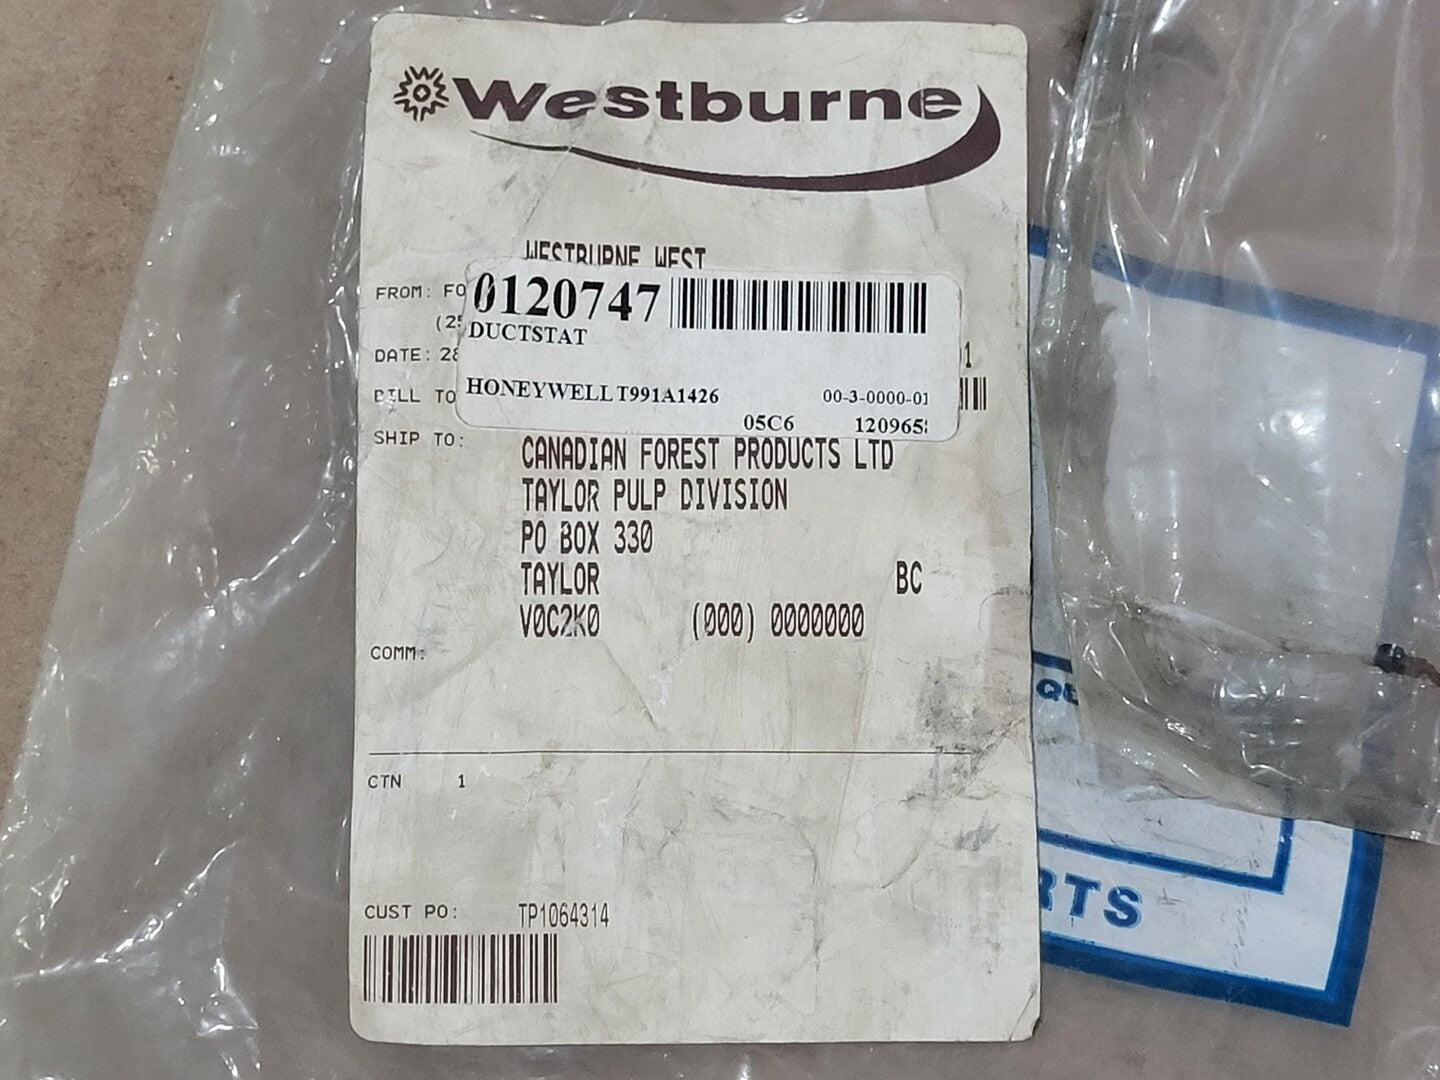 Westburne
WESTBURNE WEST
0120747
DUCTSTAT
HONEYWELL T991A1426 00-3-0000-01
05C6 120965
FROM: FO
(25
DATE: 28
BILL TO
SHIP TO:
CANADIAN FOREST PRODUCTS LTD
TAYLOR PULP DIVISION
PO BOX 330
TAYLOR BC
V0C2K0 (000) 0000000
COMM:
CTN 1
CUST PO: TP1064314
RTS